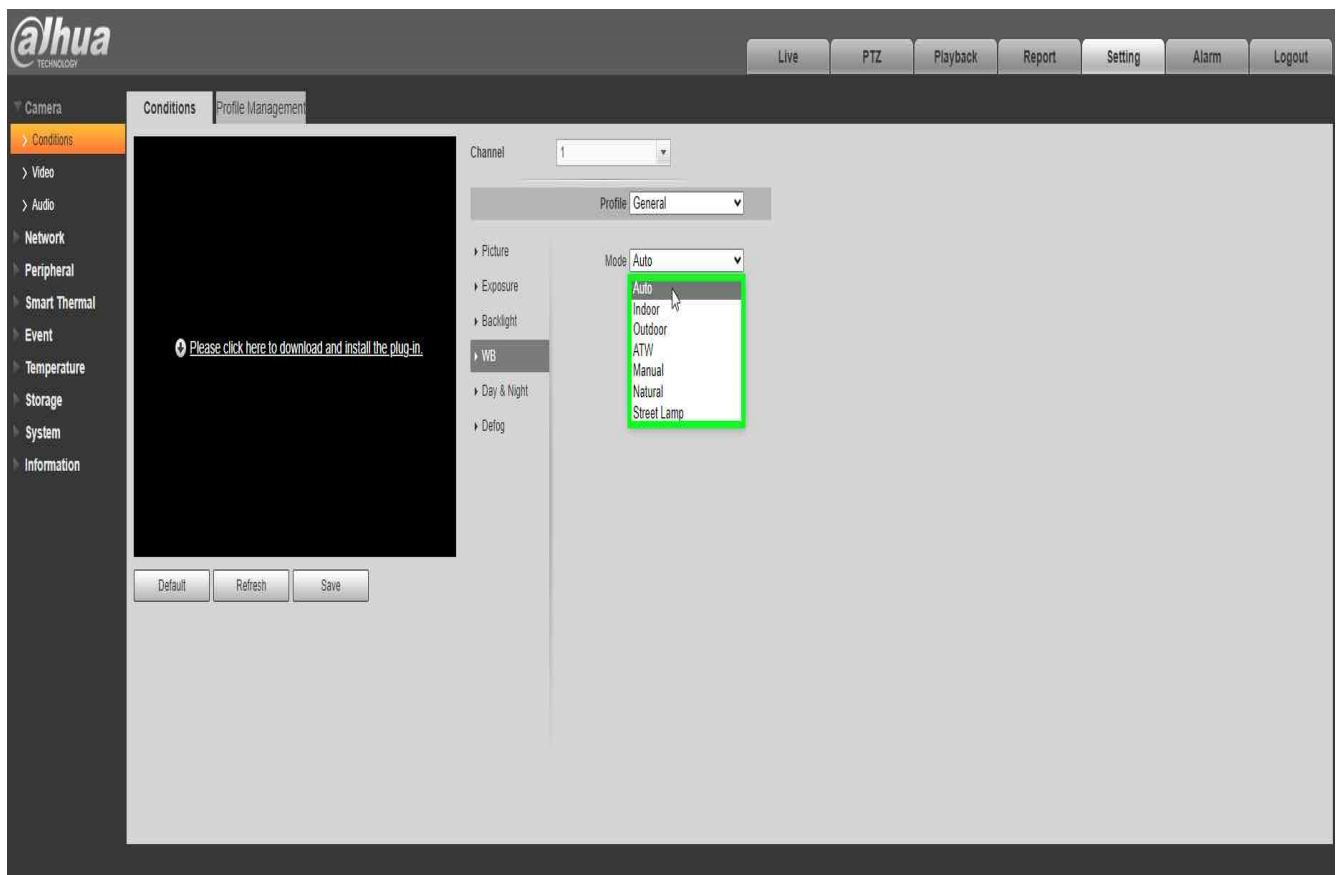 alhua
TECHNOLOGY
Live
PTZ
Playback
Report
Setting
Alarm
Logout
Camera
Conditions
Video
Audio
Network
Peripheral
Smart Thermal
Event
Temperature
Storage
System
Information
Conditions
Profile Management
Please click here to download and install the plug-in.
Default
Refresh
Save
Channel
1
Profile
General
Picture
Exposure
Backlight
WB
Day & Night
Defog
Mode
Auto
Auto
Indoor
Outdoor
ATW
Manual
Natural
Street Lamp